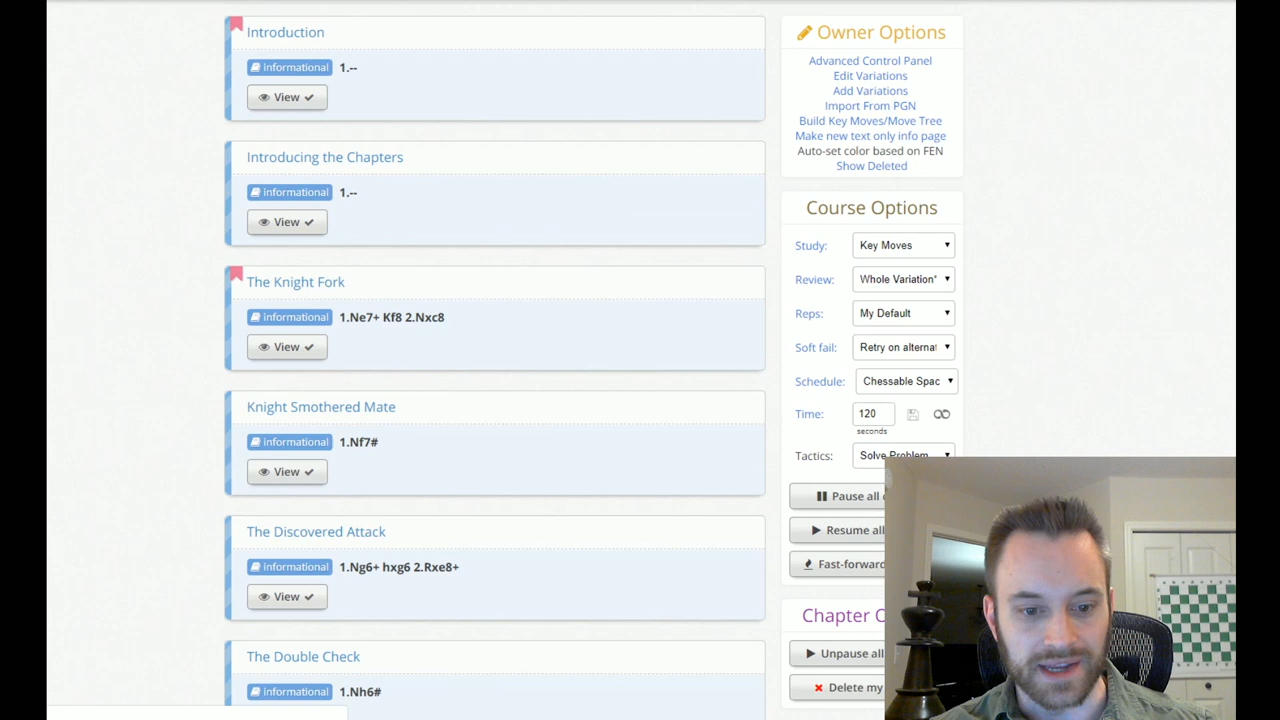 Introduction
informational 1.--
View
Introducing the Chapters
informational 1.--
View
The Knight Fork
informational 1.Ne7+ Kf8 2.Nxc8
View
Knight Smothered Mate
informational 1.Nf7#
View
The Discovered Attack
informational 1.Ng6+ hxg6 2.Rxe8+
View
The Double Check
informational 1.Nh6#
Owner Options
Advanced Control Panel
Edit Variations
Add Variations
Import From PGN
Build Key Moves/Move Tree
Make new text only info page
Auto-set color based on FEN
Show Deleted
Course Options
Study: Key Moves
Review: Whole Variation*
Reps: My Default
Soft fail: Retry on alternat
Schedule: Chessable Spac
Time: 120
seconds
Tactics: Solve Problem
Pause all
Resume all
Fast-forward
Chapter O
Unpause all
Delete my